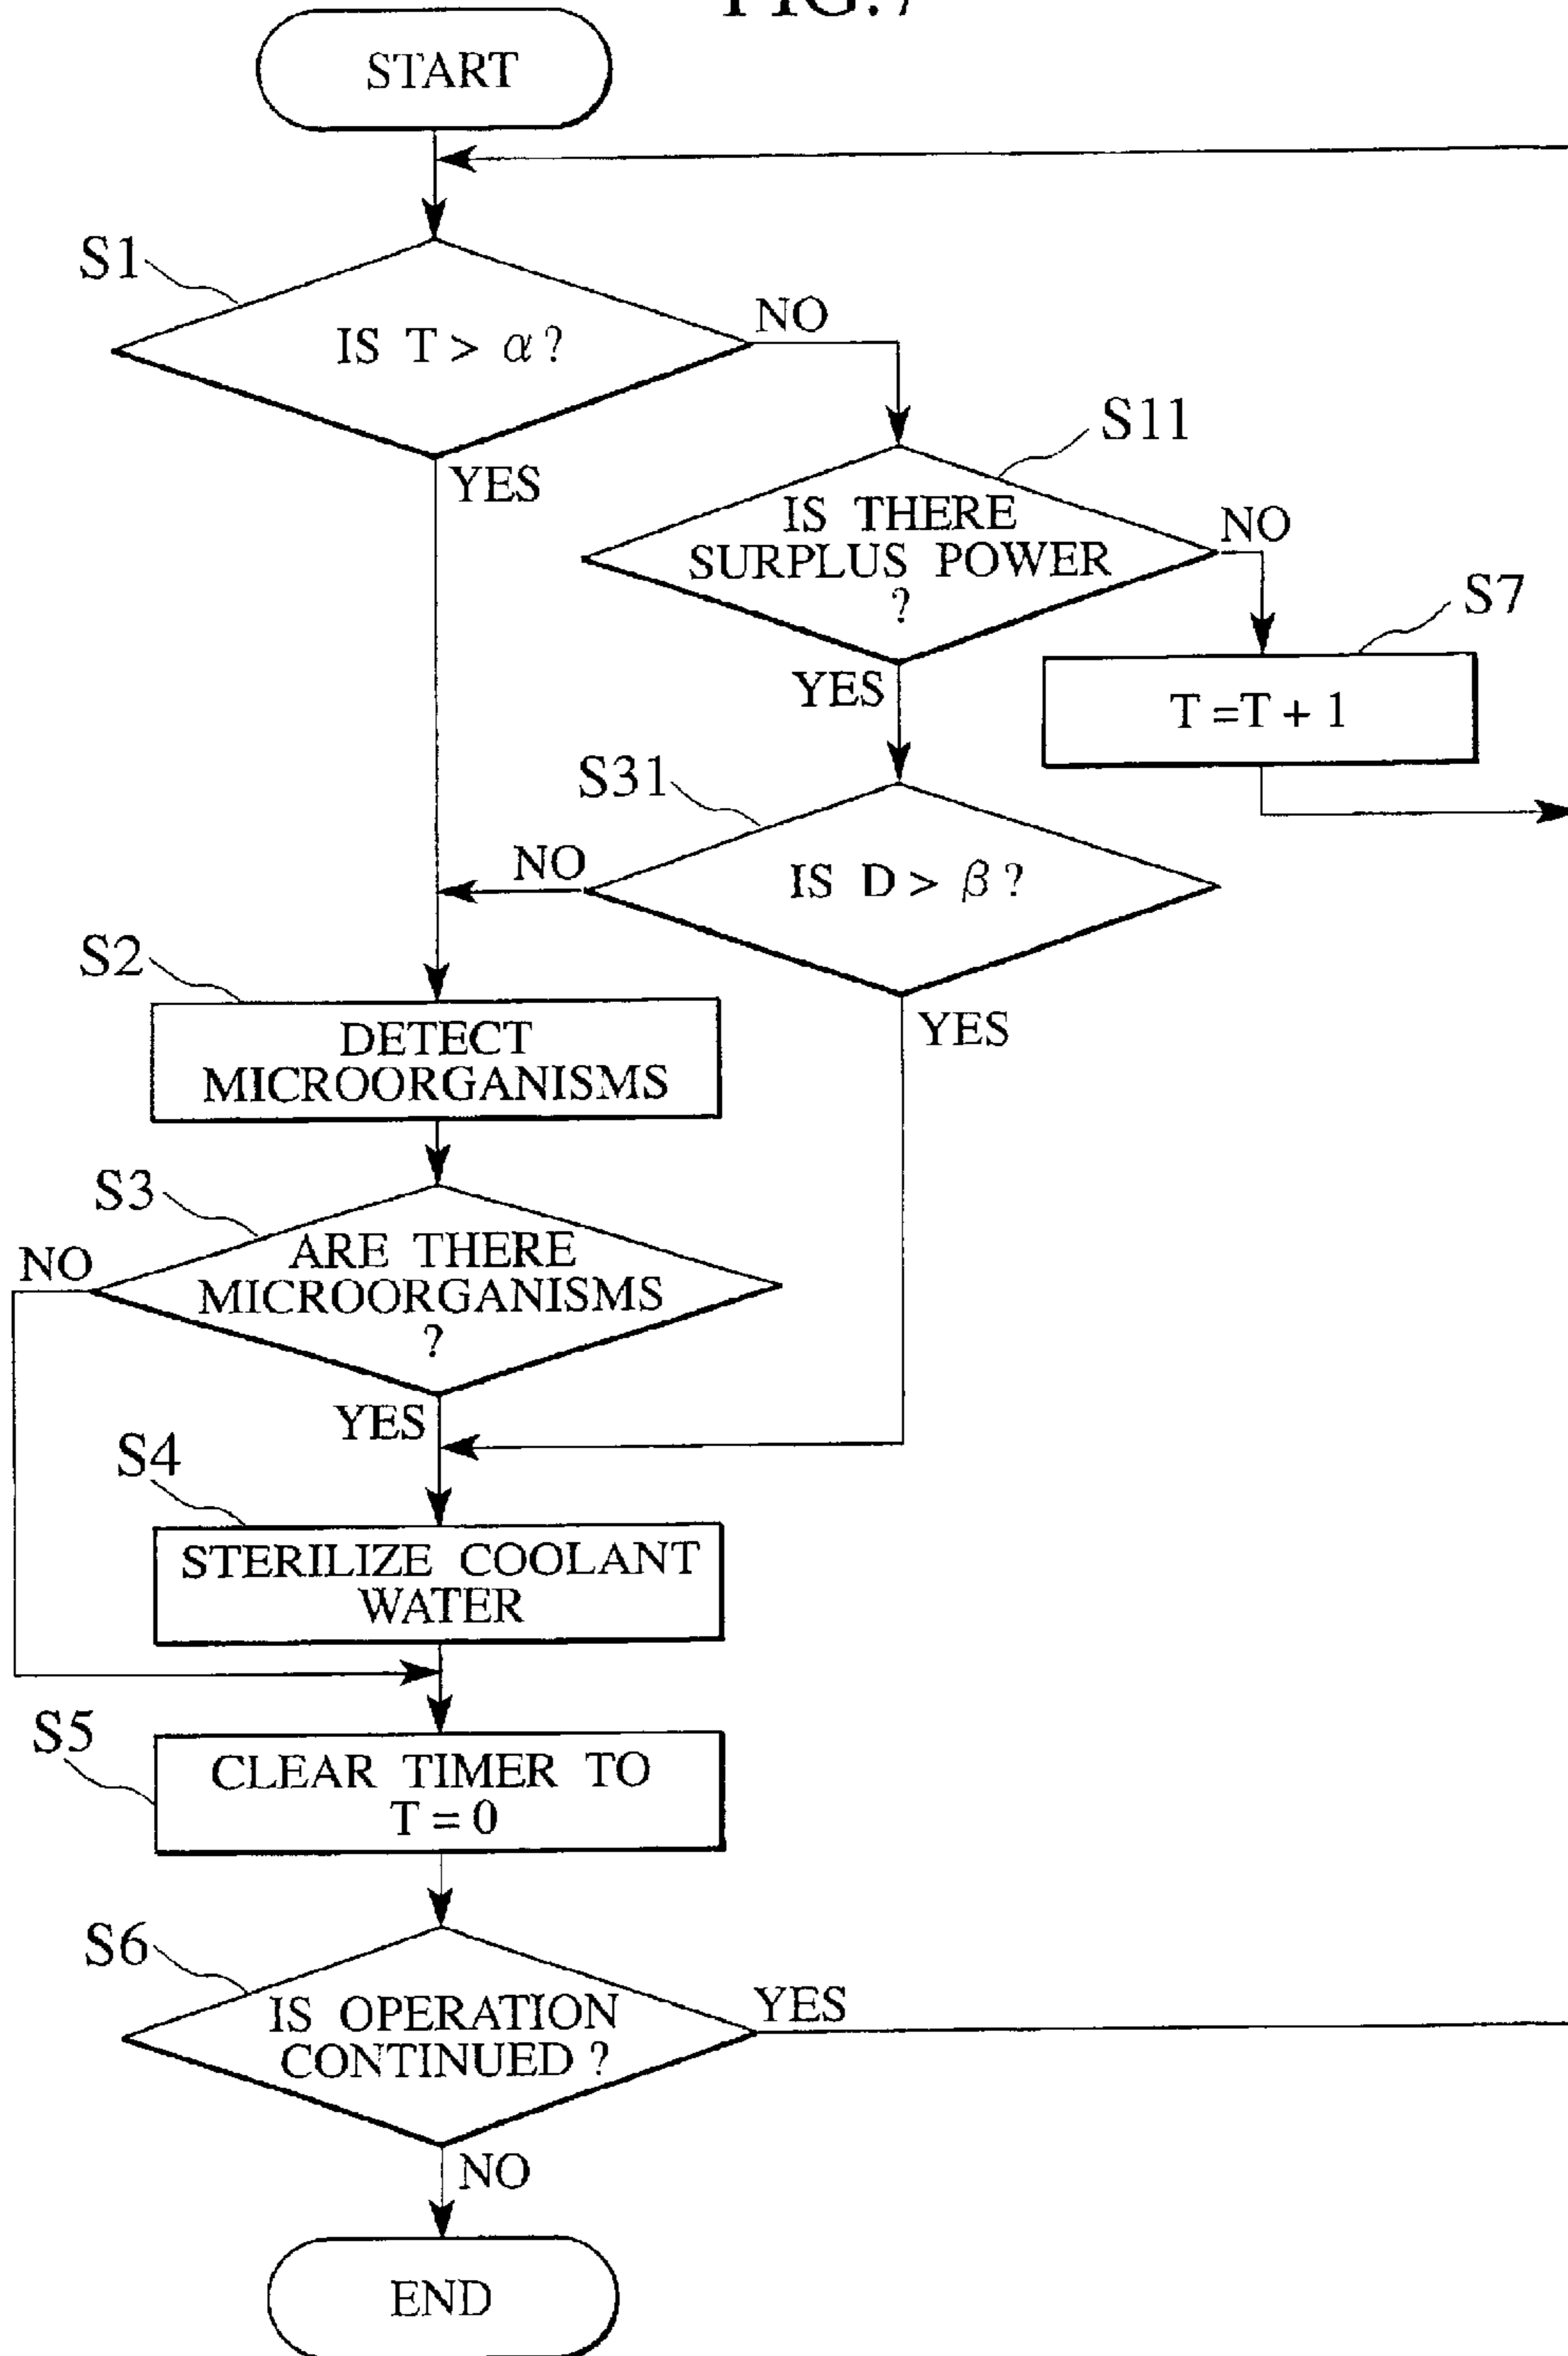 FIG.7
START
S1
IS T > α ?
NO
YES
S11
IS THERE
SURPLUS POWER
?
NO
YES
S7
T =T + 1
S31
IS D > β ?
NO
YES
S2
DETECT
MICROORGANISMS
S3
ARE THERE
MICROORGANISMS
?
NO
YES
S4
STERILIZE COOLANT
WATER
S5
CLEAR TIMER TO
T = 0
S6
IS OPERATION
CONTINUED ?
YES
NO
END